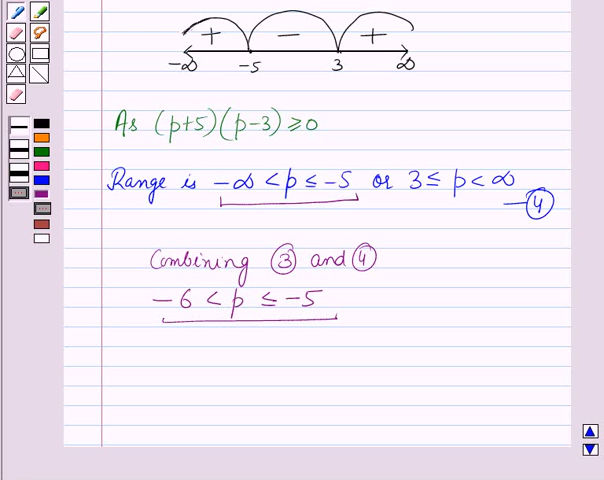 + − +
-∞ -5 3 ∞
As (p+5)(p-3) ≥ 0
Range is -∞ < p ≤ -5 or 3 ≤ p < ∞
— ④
Combining ③ and ④
-6 < p ≤ -5